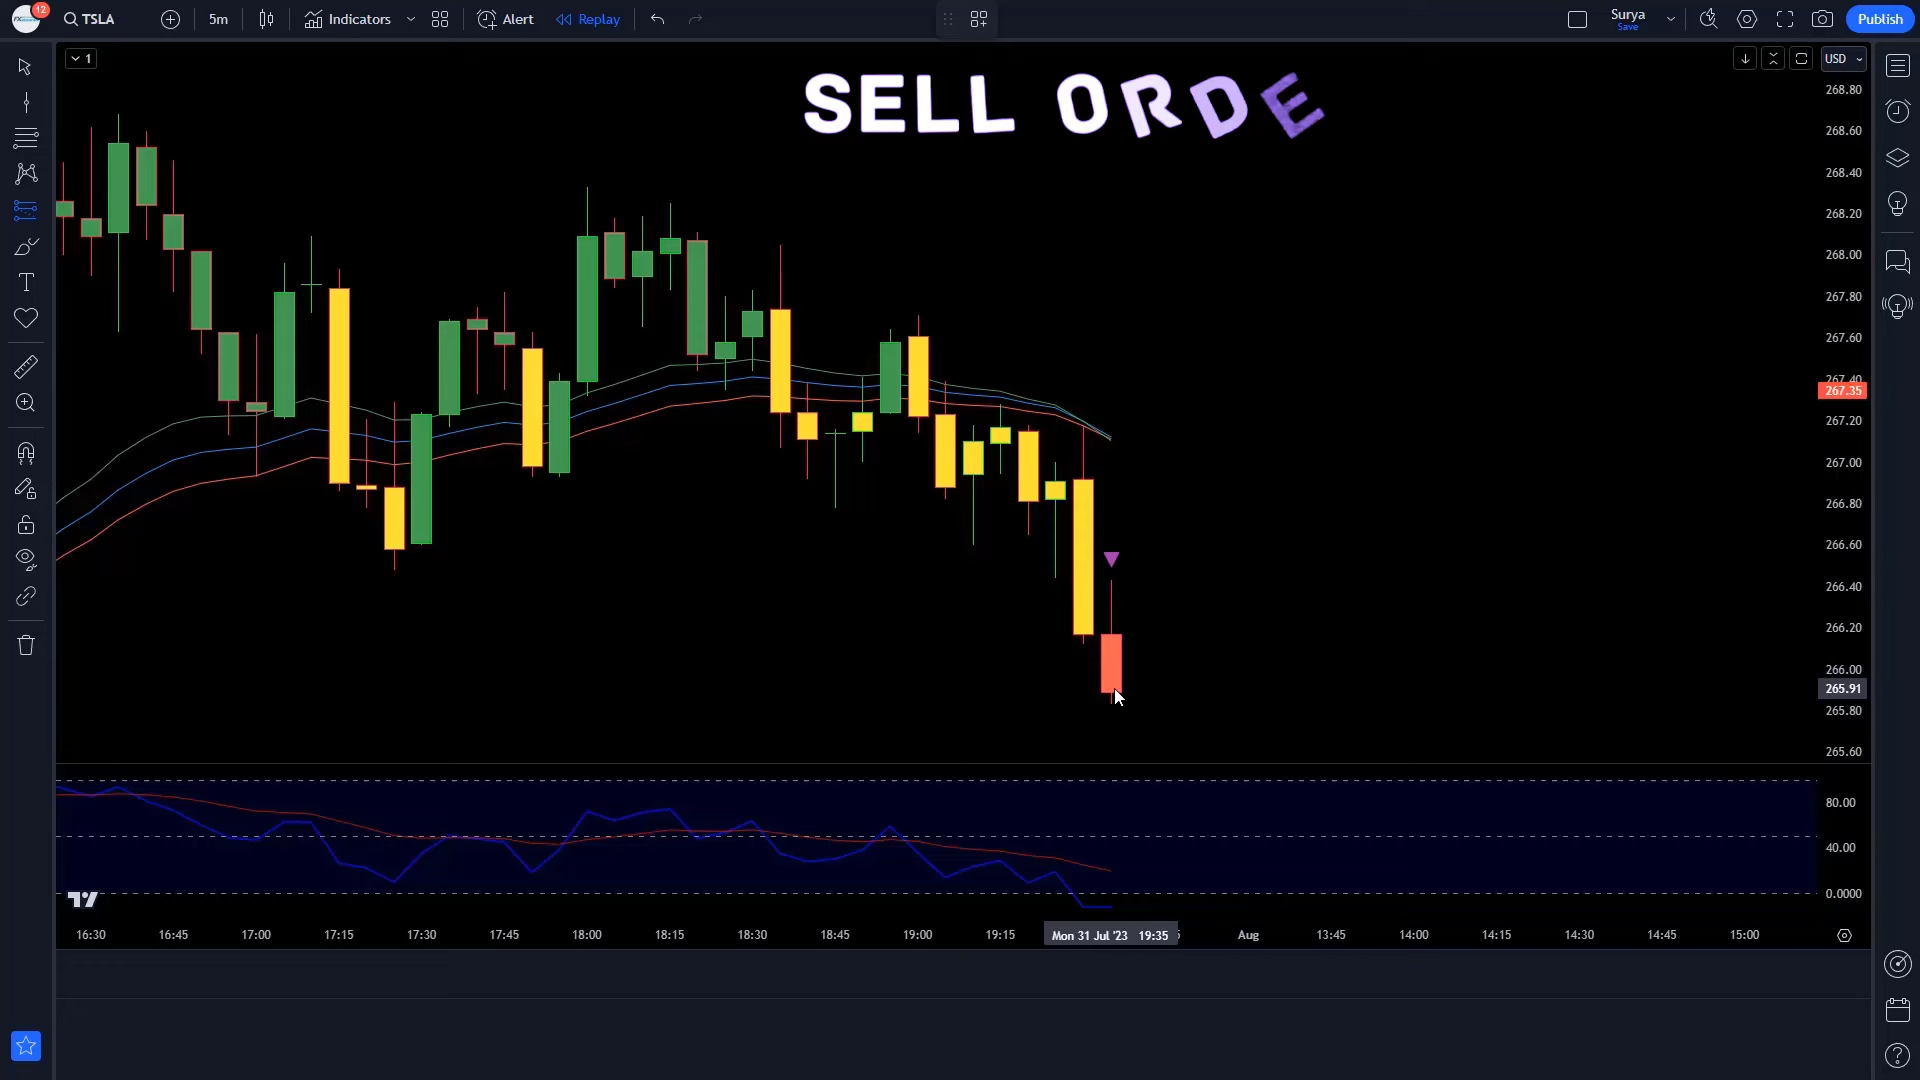 12
TSLA
5m
Indicators
Alert
Replay
Surya
Save
Publish
1
USD
SELL ORDE
268.80
268.60
268.40
268.20
268.00
267.80
267.60
267.40
267.35
267.20
267.00
266.80
266.60
266.40
266.20
266.00
265.91
265.80
265.60
80.00
40.00
0.0000
16:30 16:45 17:00 17:15 17:30 17:45 18:00 18:15 18:30 18:45 19:00 19:15 Mon 31 Jul '23 19:35 Aug 13:45 14:00 14:15 14:30 14:45 15:00